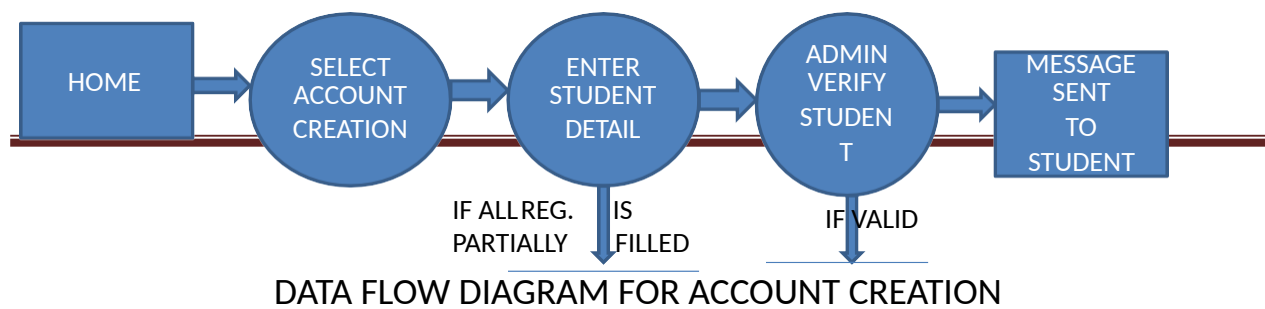 HOME
SELECT
ACCOUNT
CREATION
ENTER
STUDENT
DETAIL
ADMIN
VERIFY
STUDEN
T
MESSAGE
SENT
TO
STUDENT
IF ALL REG. IS
PARTIALLY FILLED
IF VALID
DATA FLOW DIAGRAM FOR ACCOUNT CREATION